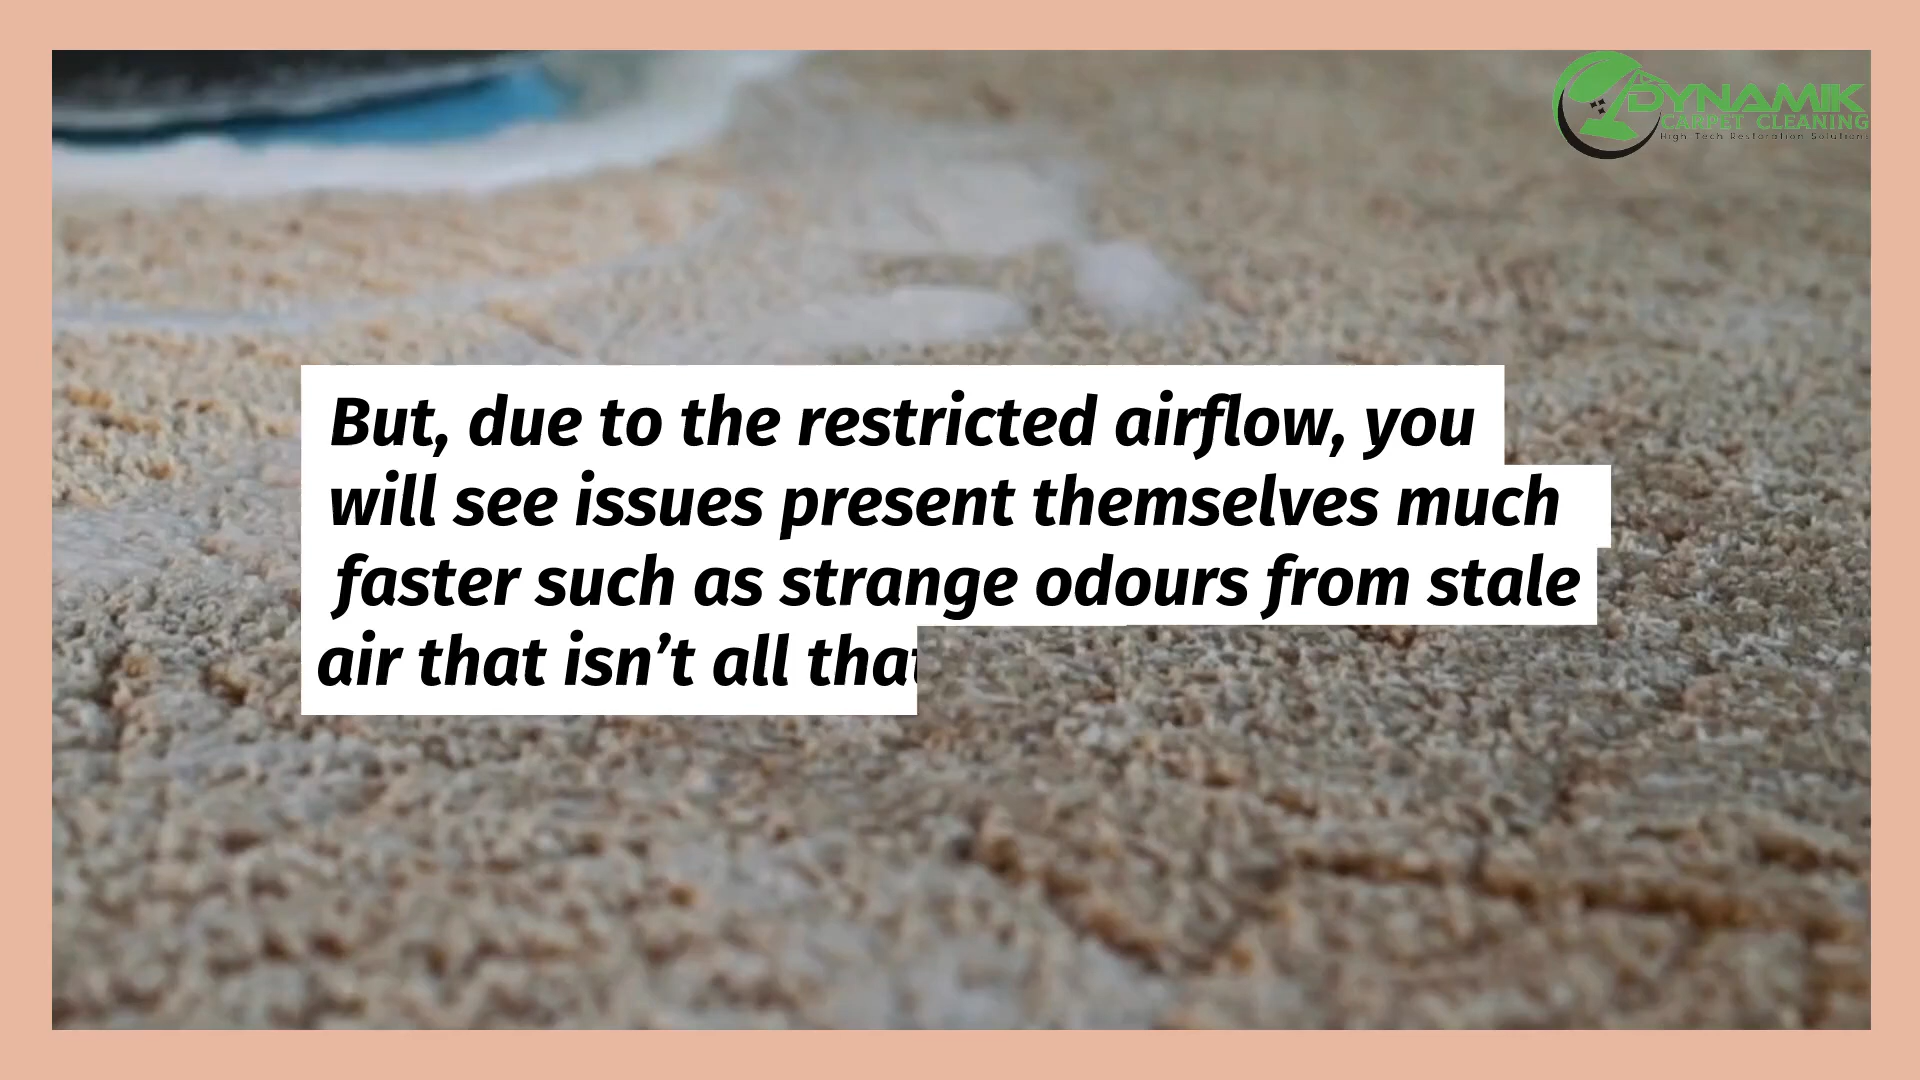 DYNAMIK
CARPET CLEANING
High Tech Restoration Solutions
But, due to the restricted airflow, you
will see issues present themselves much
faster such as strange odours from stale
air that isn't all that